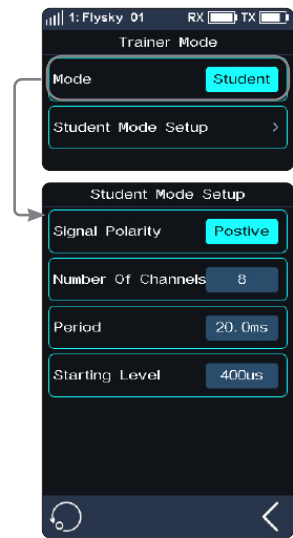 1: Flysky 01 RX TX
Trainer Mode
Mode Student
Student Mode Setup >
Student Mode Setup
Signal Polarity Postive
Number Of Channels 8
Period 20.0ms
Starting Level 400us